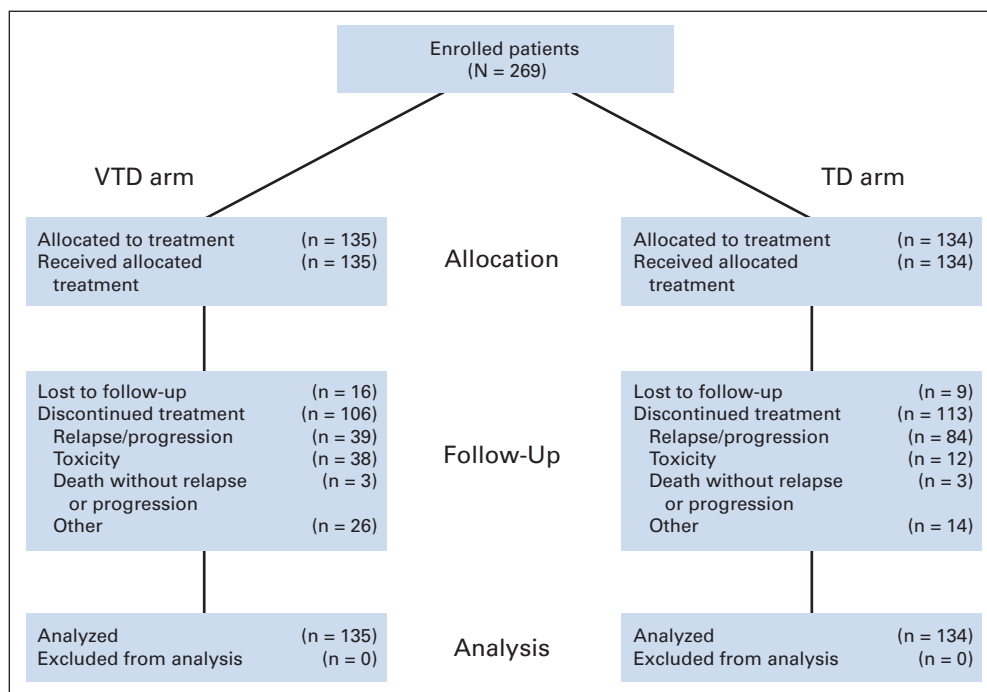 Enrolled patients
(N = 269)
VTD arm
TD arm
Allocated to treatment (n = 135)
Received allocated (n = 135)
treatment
Allocation
Allocated to treatment (n = 134)
Received allocated (n = 134)
treatment
Lost to follow-up (n = 16)
Discontinued treatment (n = 106)
Relapse/progression (n = 39)
Toxicity (n = 38)
Death without relapse (n = 3)
or progression
Other (n = 26)
Follow-Up
Lost to follow-up (n = 9)
Discontinued treatment (n = 113)
Relapse/progression (n = 84)
Toxicity (n = 12)
Death without relapse (n = 3)
or progression
Other (n = 14)
Analyzed (n = 135)
Excluded from analysis (n = 0)
Analysis
Analyzed (n = 134)
Excluded from analysis (n = 0)